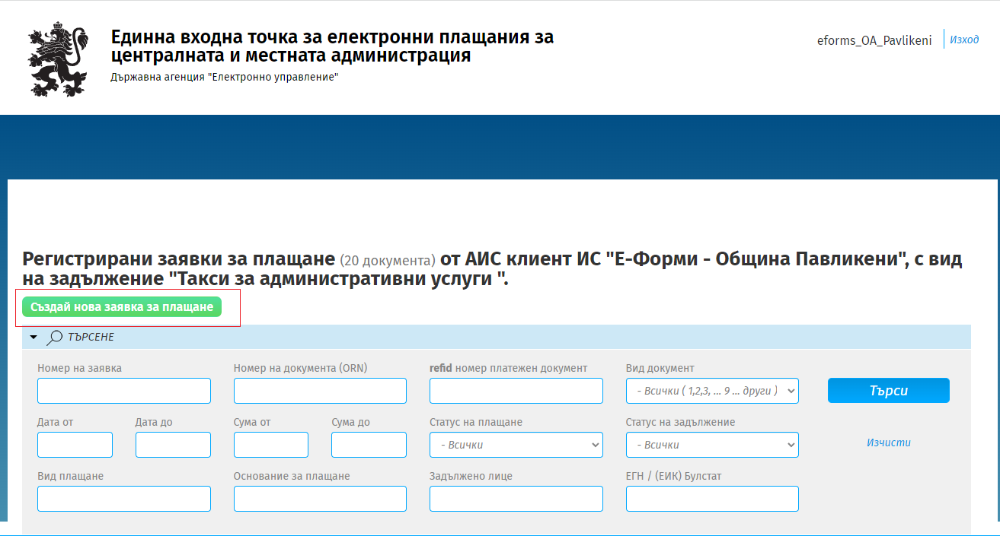 Единна входна точка за електронни плащания за
централната и местната администрация
Държавна агенция "Електронно управление"
eforms_OA_Pavlikeni
Изход
Регистрирани заявки за плащане (20 документа) от АИС клиент ИС "Е-Форми - Община Павликени", с вид
на задължение "Такси за административни услуги ".
Създай нова заявка за плащане
ТЪРСЕНЕ
Номер на заявка
Номер на документа (ORN)
refid номер платежен документ
Вид документ
- Всички ( 1,2,3, ... 9 ... други )
Търси
Дата от
Дата до
Сума от
Сума до
Статус на плащане
- Всички
Статус на задължение
- Всички
Изчисти
Вид плащане
Основание за плащане
Задължено лице
ЕГН / (ЕИК) Булстат